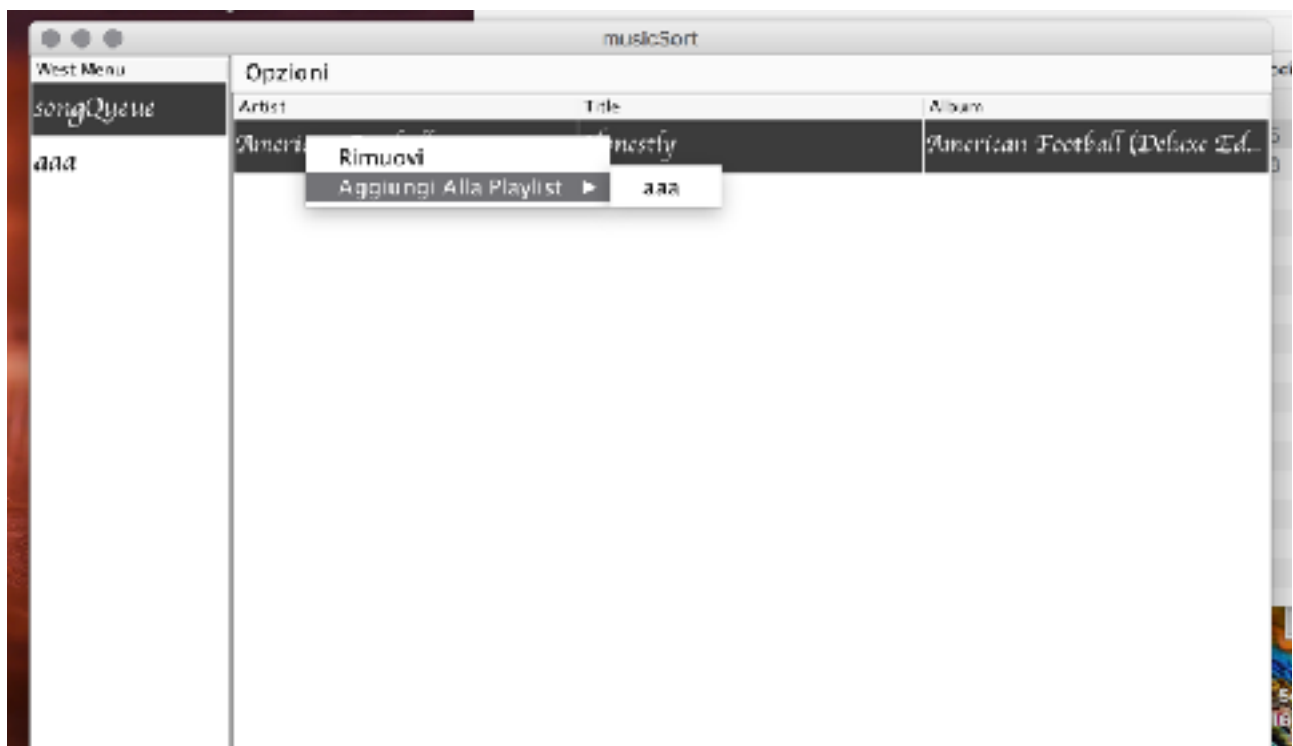 musicSort
West Menu
Opzioni
songQueue
Artist
Title
Album
American Football (Deluxe Ed...
aaa
Rimuovi
Aggiungi Alla Playlist
aaa